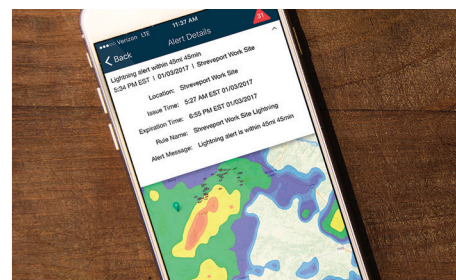 Verizon LTE 11:37 AM
Back Alert Details 31
Lightning alert within 45mi 45min
5:34 PM EST | 01/03/2017 | Shreveport Work Site
Location: Shreveport Work Site
Issue Time: 5:27 AM EST 01/03/2017
Expiration Time: 6:55 PM EST 01/03/2017
Rule Name: Shreveport Work Site Lightning
Alert Message: Lightning alert is within 45mi 45min